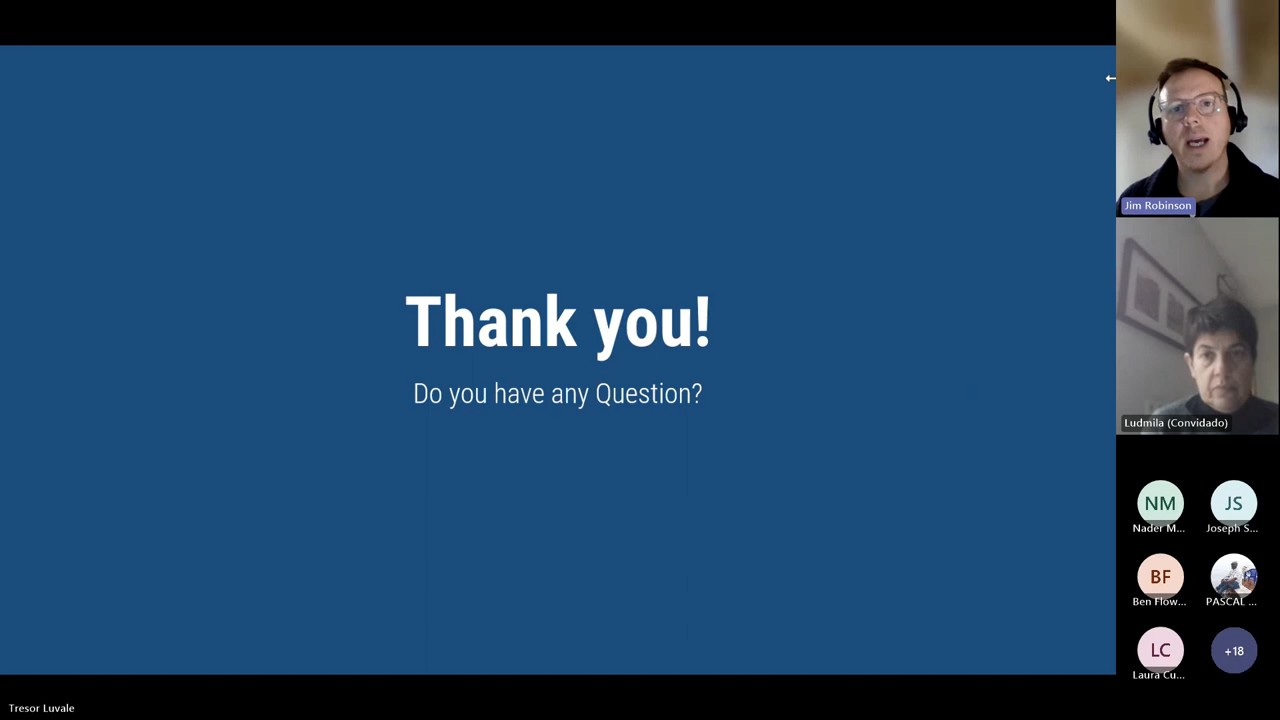 Thank you!
Do you have any Question?
Jim Robinson
Ludmila (Convidado)
NM
JS
Nader M...
Joseph S...
BF
Ben Flow...
PASCAL ...
LC
+18
Laura Cu...
Tresor Luvale